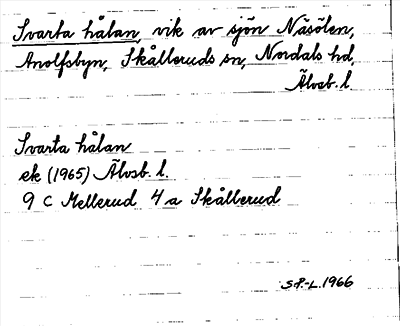 Svarta hålan, vik av sjön Näsölen,
Anolfsbyn, Skålleruds sn, Nordals hd,
Älvsb. l.
Svarta hålan
ek (1965) Älvsb. l.
9 C Mellerud 4 a Skållerud
S.P.-L. 1966